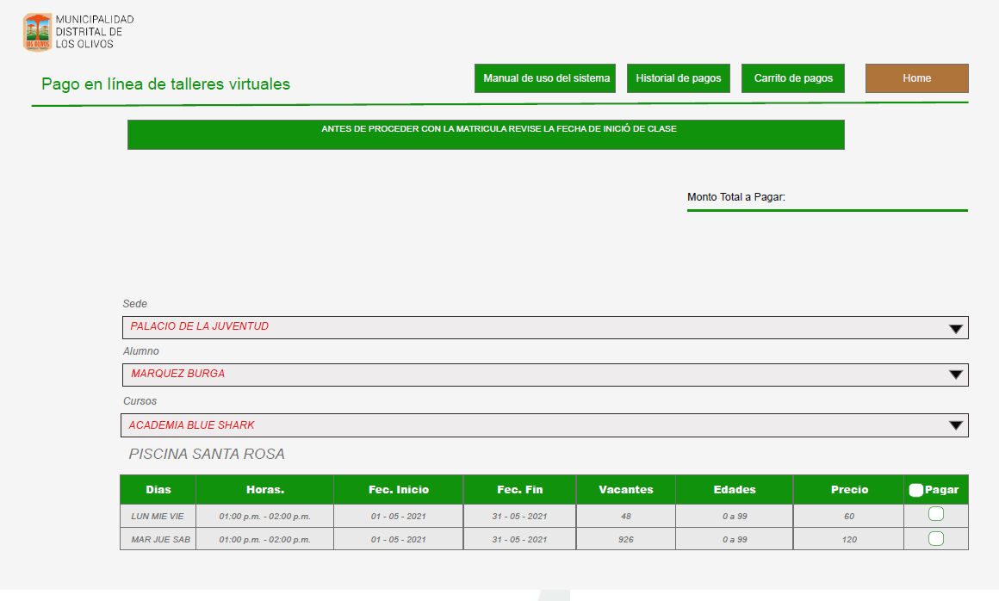 MUNICIPALIDAD
DISTRITAL DE
LOS OLIVOS
LOS OLIVOS
Pago en línea de talleres virtuales
Manual de uso del sistema
Historial de pagos
Carrito de pagos
Home
ANTES DE PROCEDER CON LA MATRICULA REVISE LA FECHA DE INICIÓ DE CLASE
Monto Total a Pagar:
Sede
PALACIO DE LA JUVENTUD
Alumno
MARQUEZ BURGA
Cursos
ACADEMIA BLUE SHARK
PISCINA SANTA ROSA
Dias Horas. Fec. Inicio Fec. Fin Vacantes Edades Precio Pagar
LUN MIE VIE 01:00 p.m. - 02:00 p.m. 01 - 05 - 2021 31 - 05 - 2021 48 0 a 99 60
MAR JUE SAB 01:00 p.m. - 02:00 p.m. 01 - 05 - 2021 31 - 05 - 2021 926 0 a 99 120